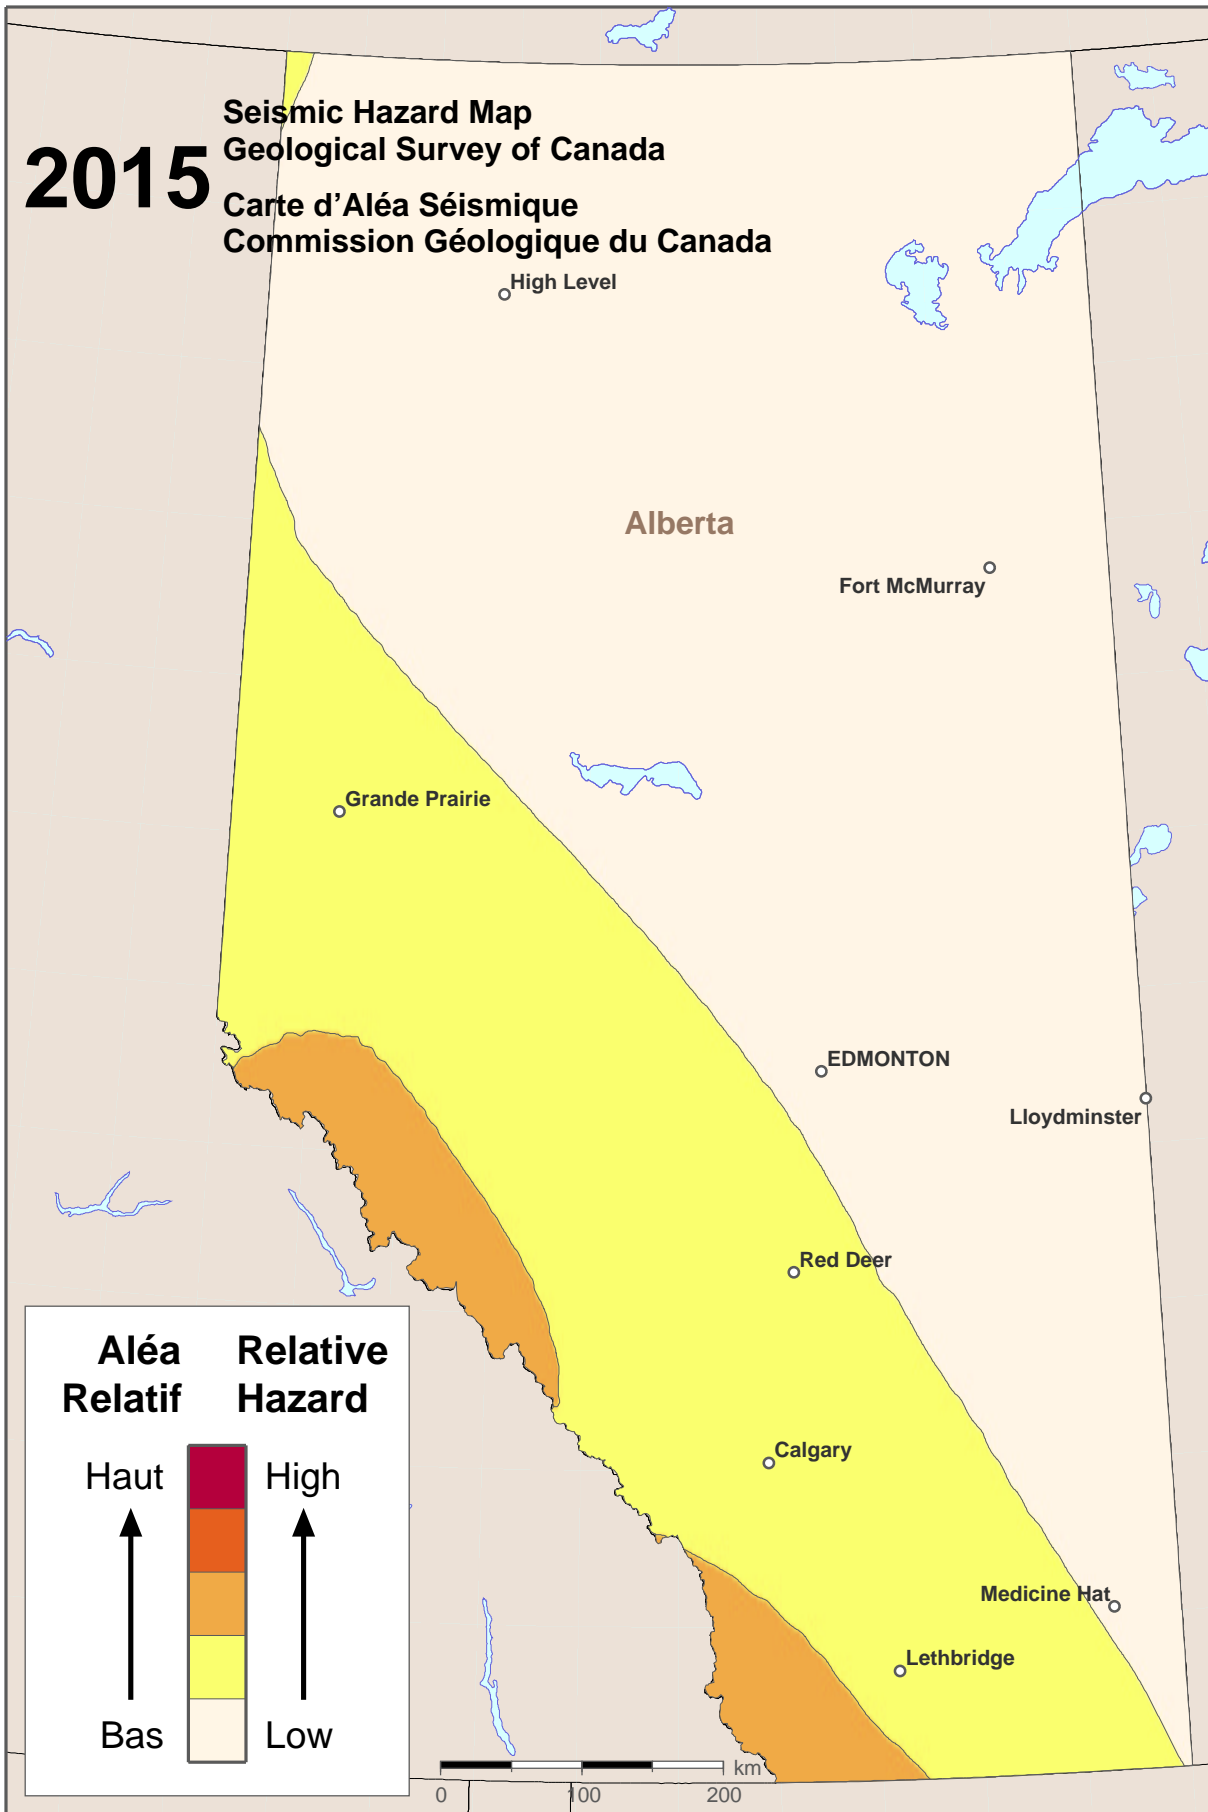 2015
Seismic Hazard Map
Geological Survey of Canada
Carte d'Aléa Séismique
Commission Géologique du Canada
High Level
Alberta
Fort McMurray
Grande Prairie
EDMONTON
Lloydminster
Red Deer
Calgary
Medicine Hat
Lethbridge
Aléa Relatif
Relative Hazard
Haut
High
Bas
Low
km
0 100 200